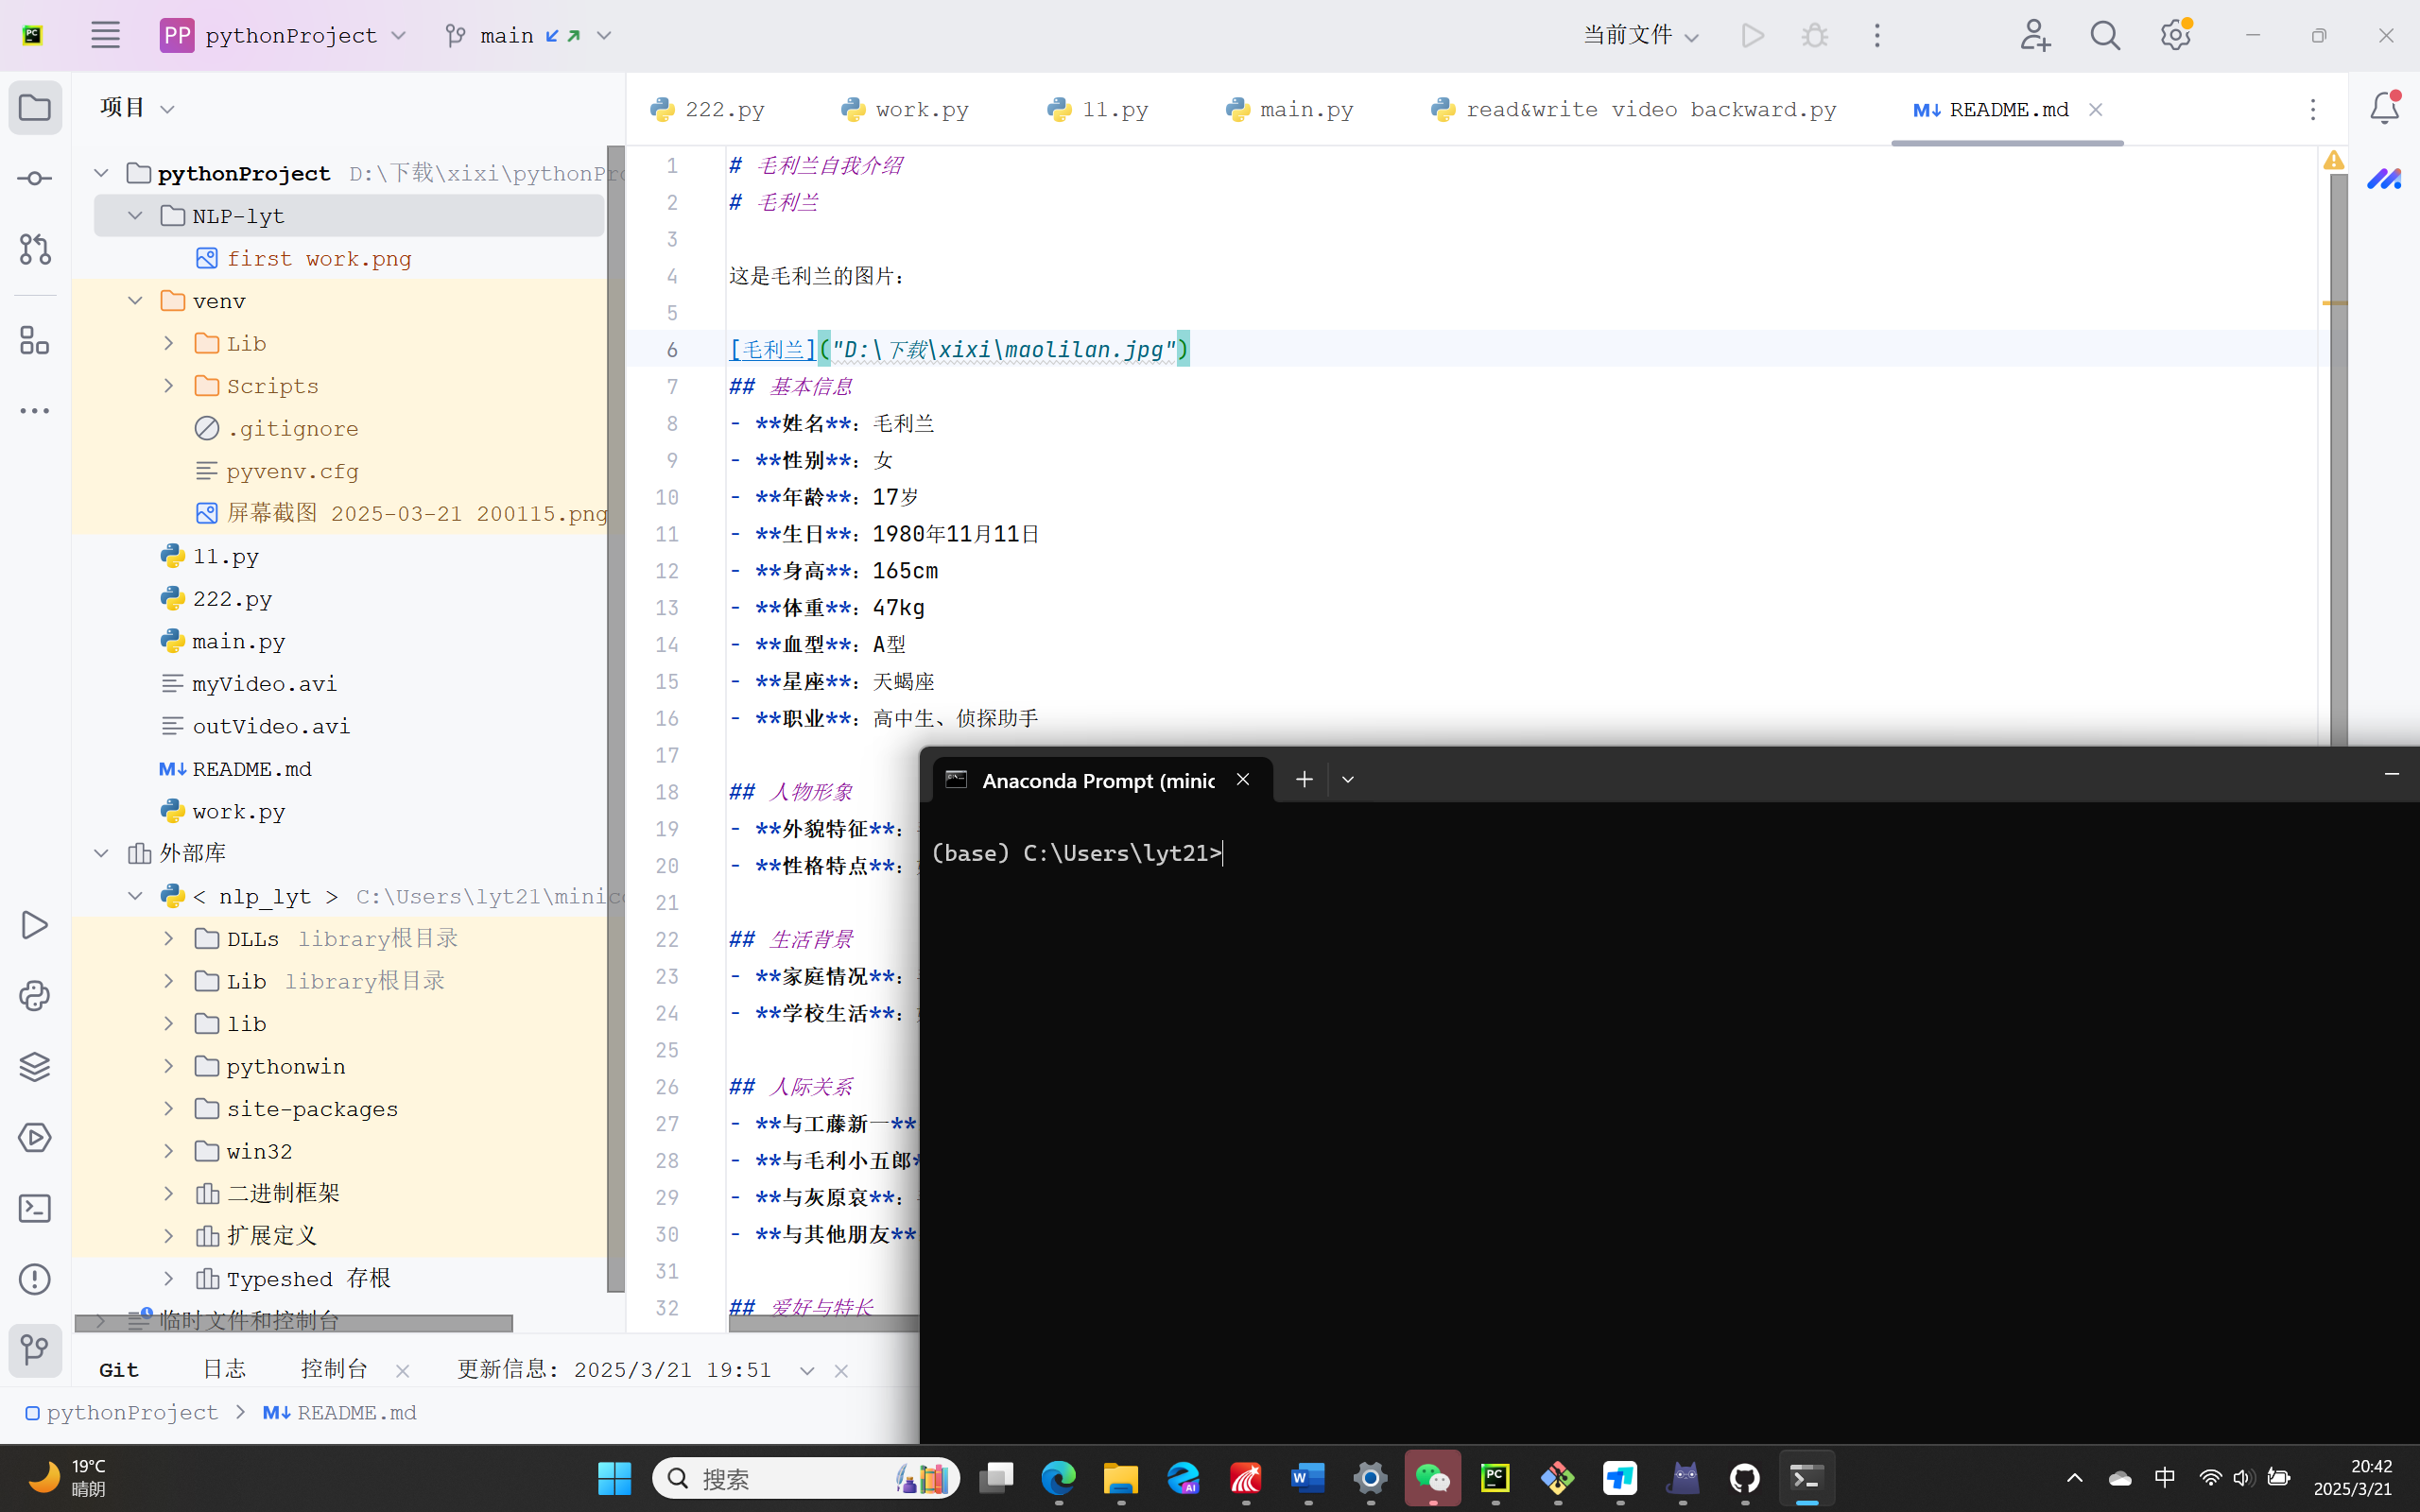 PP pythonProject main 当前文件
项目
222.py work.py 11.py main.py read&write video backward.py M↓ README.md
pythonProject D:\下载\xixi\pythonPro
NLP-lyt
first work.png
venv
Lib
Scripts
.gitignore
pyvenv.cfg
屏幕截图 2025-03-21 200115.png
11.py
222.py
main.py
myVideo.avi
outVideo.avi
M↓ README.md
work.py
外部库
< nlp_lyt > C:\Users\lyt21\minico
DLLs library根目录
Lib library根目录
lib
pythonwin
site-packages
win32
二进制框架
扩展定义
Typeshed 存根
临时文件和控制台
1 # 毛利兰自我介绍
2 # 毛利兰
3
4 这是毛利兰的图片：
5
6 [毛利兰]("D:\下载\xixi\maolilan.jpg")
7 ## 基本信息
8 - **姓名**：毛利兰
9 - **性别**：女
10 - **年龄**：17岁
11 - **生日**：1980年11月11日
12 - **身高**：165cm
13 - **体重**：47kg
14 - **血型**：A型
15 - **星座**：天蝎座
16 - **职业**：高中生、侦探助手
17
18 ## 人物形象
19 - **外貌特征**：
20 - **性格特点**：
21
22 ## 生活背景
23 - **家庭情况**：
24 - **学校生活**：
25
26 ## 人际关系
27 - **与工藤新一**
28 - **与毛利小五郎*
29 - **与灰原哀**：
30 - **与其他朋友**
31
32 ## 爱好与特长
Anaconda Prompt (minic
(base) C:\Users\lyt21>
Git 日志 控制台 更新信息: 2025/3/21 19:51
pythonProject > M↓ README.md
19°C
晴朗
搜索
中
20:42
2025/3/21